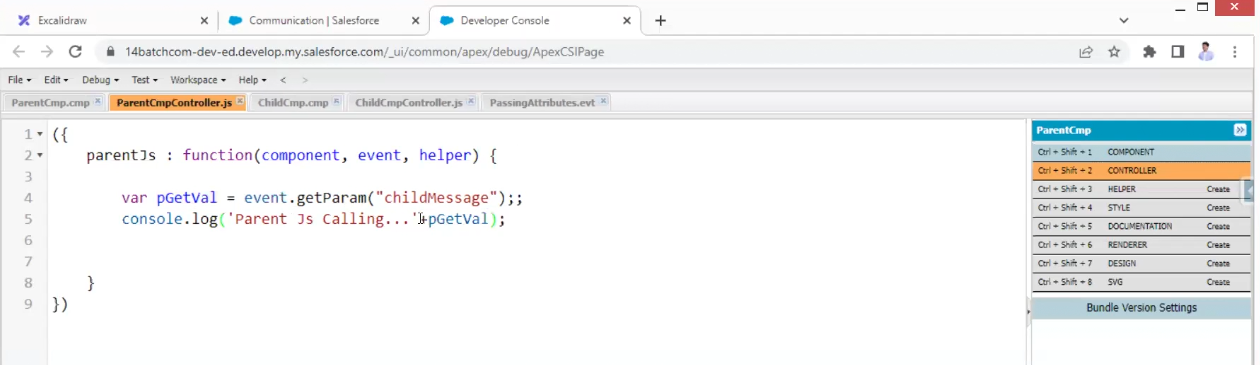 Excalidraw
Communication | Salesforce
Developer Console
14batchcom-dev-ed.develop.my.salesforce.com/_ui/common/apex/debug/ApexCSIPage
File Edit Debug Test Workspace Help < >
ParentCmp.cmp ParentCmpController.js ChildCmp.cmp ChildCmpController.js PassingAttributes.evt
1 ({
2 parentJs : function(component, event, helper) {
3
4 var pGetVal = event.getParam("childMessage");;
5 console.log('Parent Js Calling...'+pGetVal);
6
7
8 }
9 })
ParentCmp
Ctrl + Shift + 1 COMPONENT
Ctrl + Shift + 2 CONTROLLER
Ctrl + Shift + 3 HELPER Create
Ctrl + Shift + 4 STYLE Create
Ctrl + Shift + 5 DOCUMENTATION Create
Ctrl + Shift + 6 RENDERER Create
Ctrl + Shift + 7 DESIGN Create
Ctrl + Shift + 8 SVG Create
Bundle Version Settings